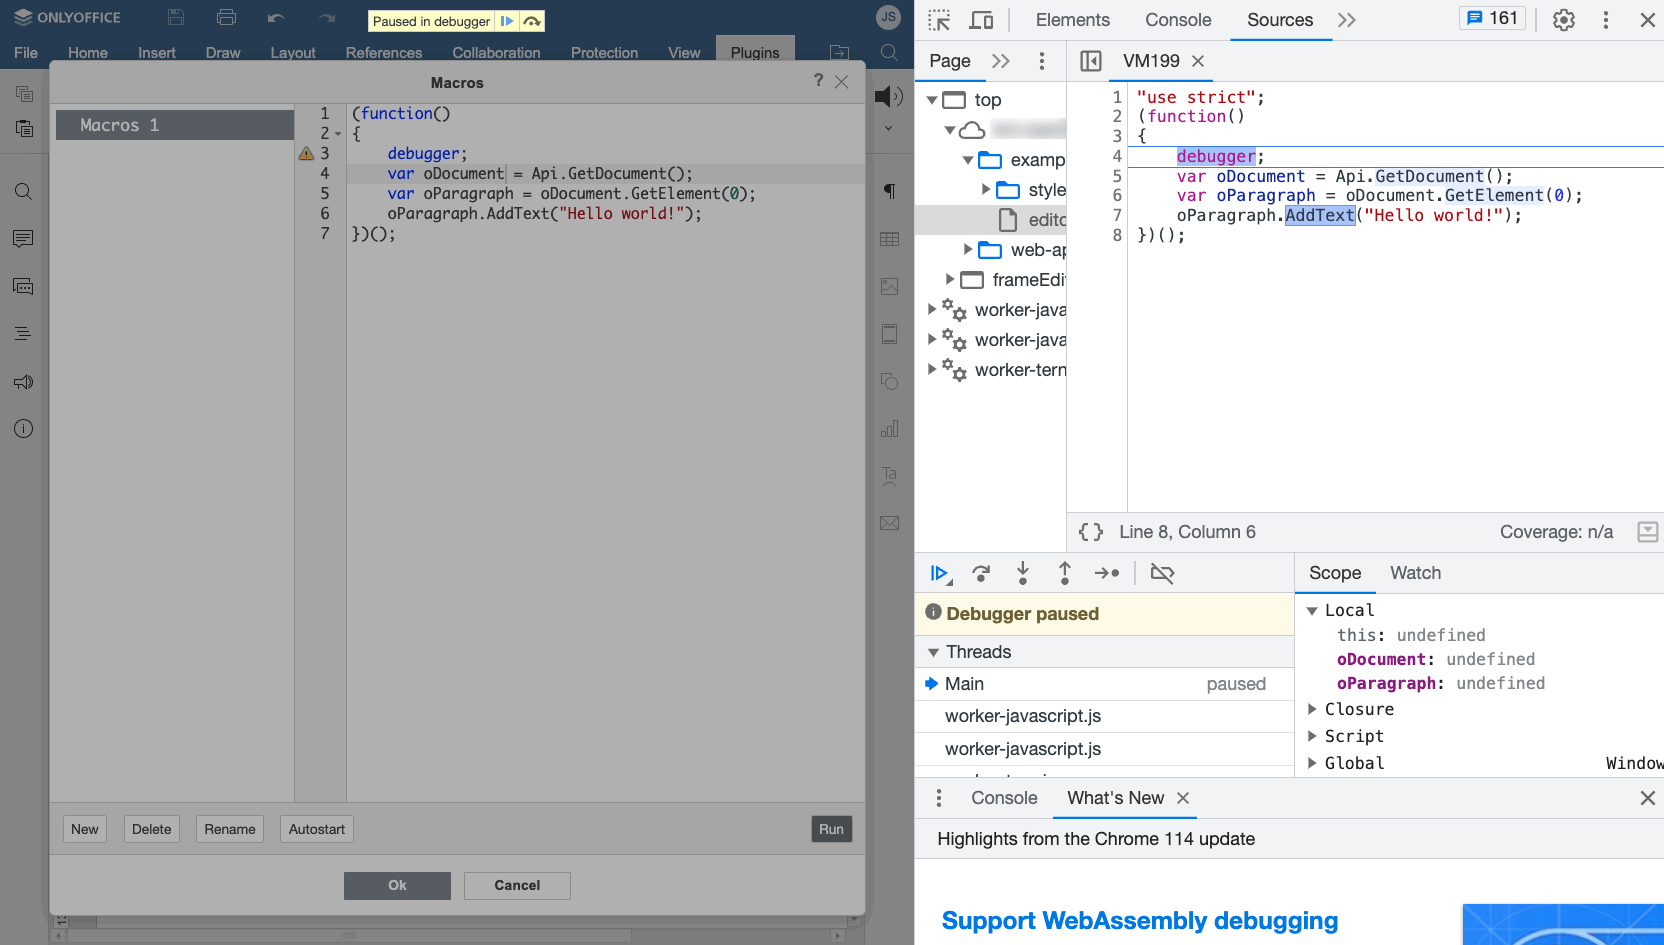 ONLYOFFICE
Paused in debugger
JS
File Home Insert Draw Layout References Collaboration Protection View Plugins
Macros
?
Macros 1
1 (function()
2 {
3 debugger;
4 var oDocument = Api.GetDocument();
5 var oParagraph = oDocument.GetElement(0);
6 oParagraph.AddText("Hello world!");
7 })();
New Delete Rename Autostart Run
Ok Cancel
Elements Console Sources 161
Page VM199
top
examp
style
edito
web-ap
frameEdit
worker-java
worker-java
worker-tern
1 "use strict";
2 (function()
3 {
4 debugger;
5 var oDocument = Api.GetDocument();
6 var oParagraph = oDocument.GetElement(0);
7 oParagraph.AddText("Hello world!");
8 })();
{} Line 8, Column 6 Coverage: n/a
Debugger paused
Threads
Main paused
worker-javascript.js
worker-javascript.js
Scope Watch
Local
this: undefined
oDocument: undefined
oParagraph: undefined
Closure
Script
Global Window
Console What's New
Highlights from the Chrome 114 update
Support WebAssembly debugging